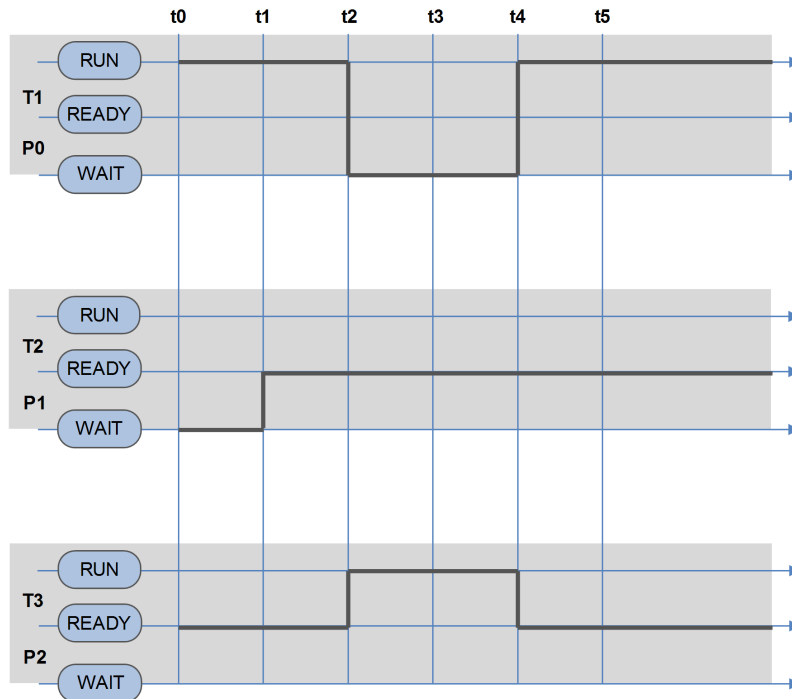 t0 t1 t2 t3 t4 t5
RUN
T1
READY
P0
WAIT
RUN
T2
READY
P1
WAIT
RUN
T3
READY
P2
WAIT